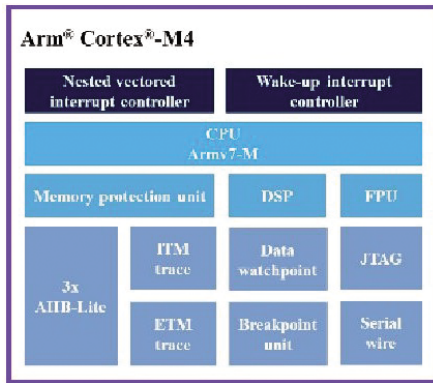 Arm® Cortex®-M4
Nested vectored
interrupt controller
Wake-up interrupt
controller
CPU
Armv7-M
Memory protection unit
DSP
FPU
3x
AHB-Lite
ITM
trace
Data
watchpoint
JTAG
ETM
trace
Breakpoint
unit
Serial
wire